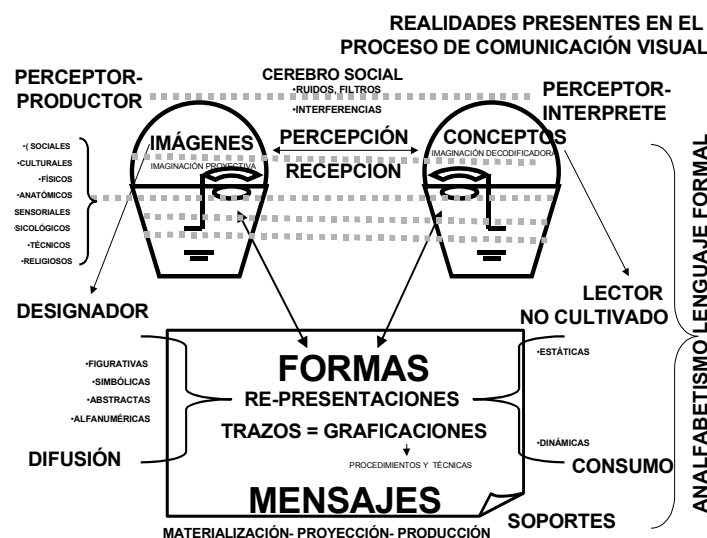 REALIDADES PRESENTES EN EL
PROCESO DE COMUNICACIÓN VISUAL
PERCEPTOR-
PRODUCTOR
CEREBRO SOCIAL
•RUIDOS, FILTROS
•INTERFERENCIAS
PERCEPTOR-
INTERPRETE
IMÁGENES
IMAGINACIÓN PROYECTIVA
PERCEPCIÓN
RECEPCIÓN
CONCEPTOS
IMAGINACIÓN DECODIFICADORA
•( SOCIALES
•CULTURALES
•FÍSICOS
•ANATÓMICOS
SENSORIALES
•SICOLÓGICOS
•TÉCNICOS
•RELIGIOSOS
DESIGNADOR
LECTOR
NO CULTIVADO
ANALFABETISMO LENGUAJE FORMAL
•FIGURATIVAS
•SIMBÓLICAS
•ABSTRACTAS
•ALFANUMÉRICAS
DIFUSIÓN
FORMAS
RE-PRESENTACIONES
TRAZOS = GRAFICACIONES
PROCEDIMIENTOS Y TÉCNICAS
MENSAJES
•ESTÁTICAS
•DINÁMICAS
CONSUMO
SOPORTES
MATERIALIZACIÓN- PROYECCIÓN- PRODUCCIÓN